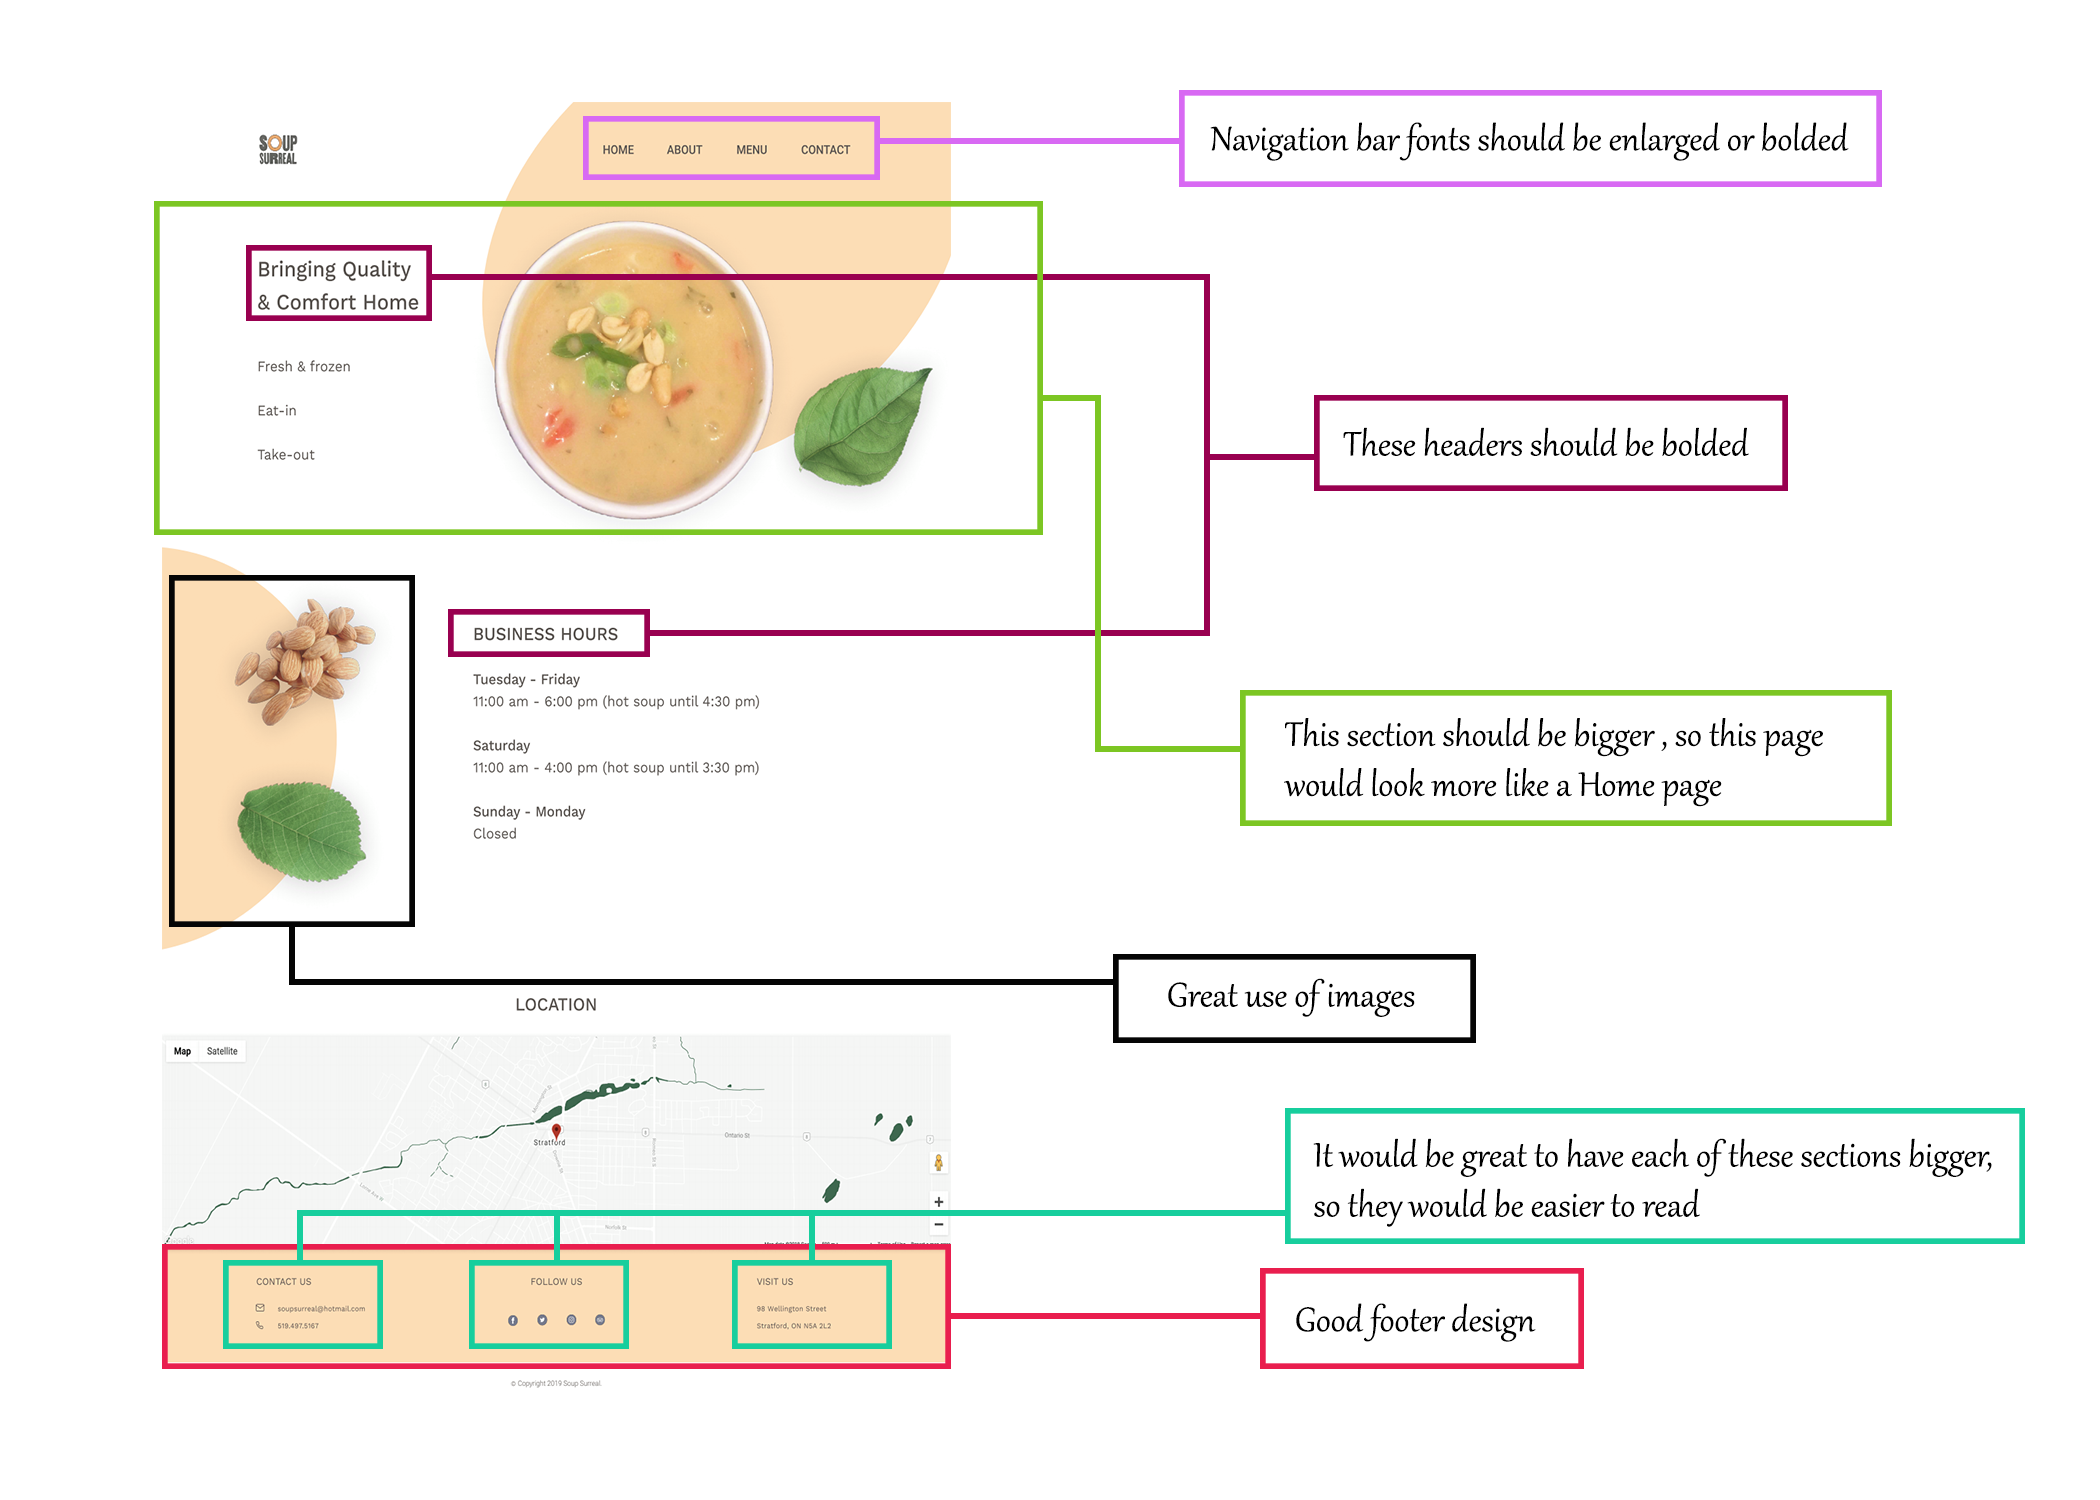 SOUP
SURREAL
HOME ABOUT MENU CONTACT
Navigation bar fonts should be enlarged or bolded
Bringing Quality
& Comfort Home
Fresh & frozen
Eat-in
Take-out
These headers should be bolded
BUSINESS HOURS
Tuesday - Friday
11:00 am - 6:00 pm (hot soup until 4:30 pm)
Saturday
11:00 am - 4:00 pm (hot soup until 3:30 pm)
Sunday - Monday
Closed
This section should be bigger , so this page
would look more like a Home page
Great use of images
LOCATION
Map Satellite
Stratford
Ontario St
It would be great to have each of these sections bigger,
so they would be easier to read
CONTACT US
soupsurreal@hotmail.com
519.497.5167
FOLLOW US
VISIT US
98 Wellington Street
Stratford, ON N5A 2L2
Good footer design
© Copyright 2019 Soup Surreal.